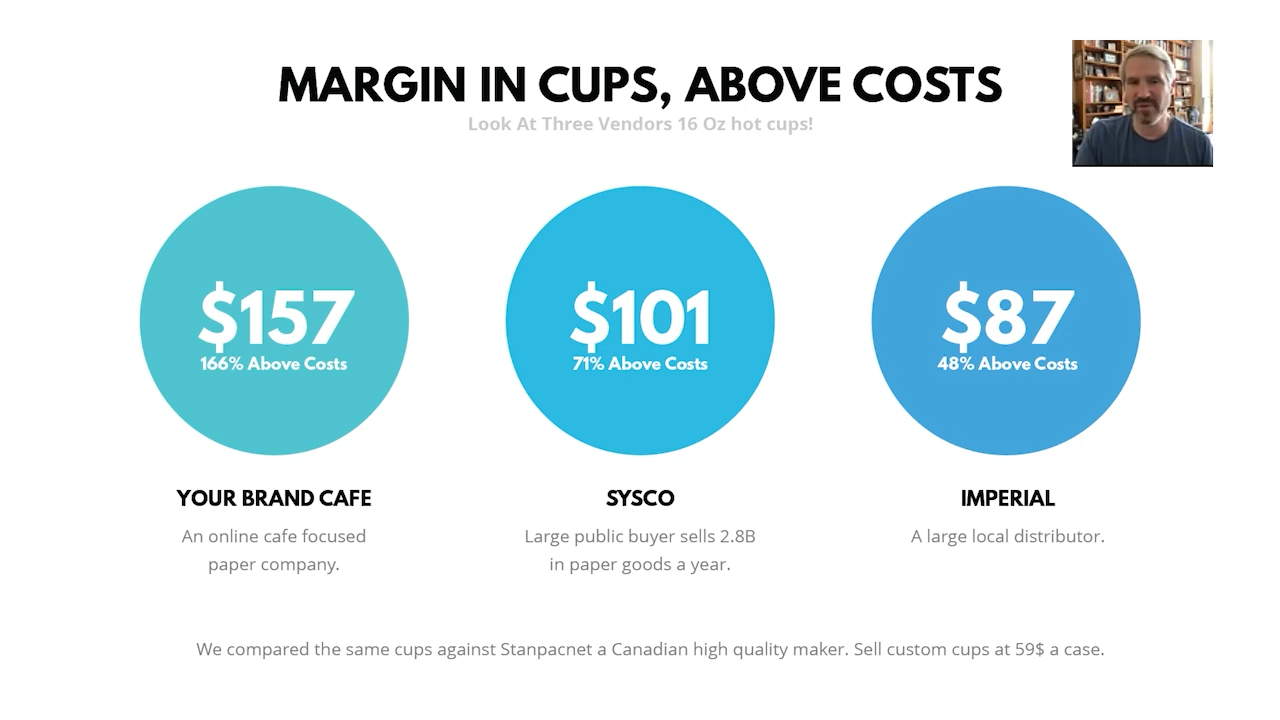 MARGIN IN CUPS, ABOVE COSTS
Look At Three Vendors 16 Oz hot cups!
$157
166% Above Costs
$101
71% Above Costs
$87
48% Above Costs
YOUR BRAND CAFE
An online cafe focused
paper company.
SYSCO
Large public buyer sells 2.8B
in paper goods a year.
IMPERIAL
A large local distributor.
We compared the same cups against Stanpacnet a Canadian high quality maker. Sell custom cups at 59$ a case.